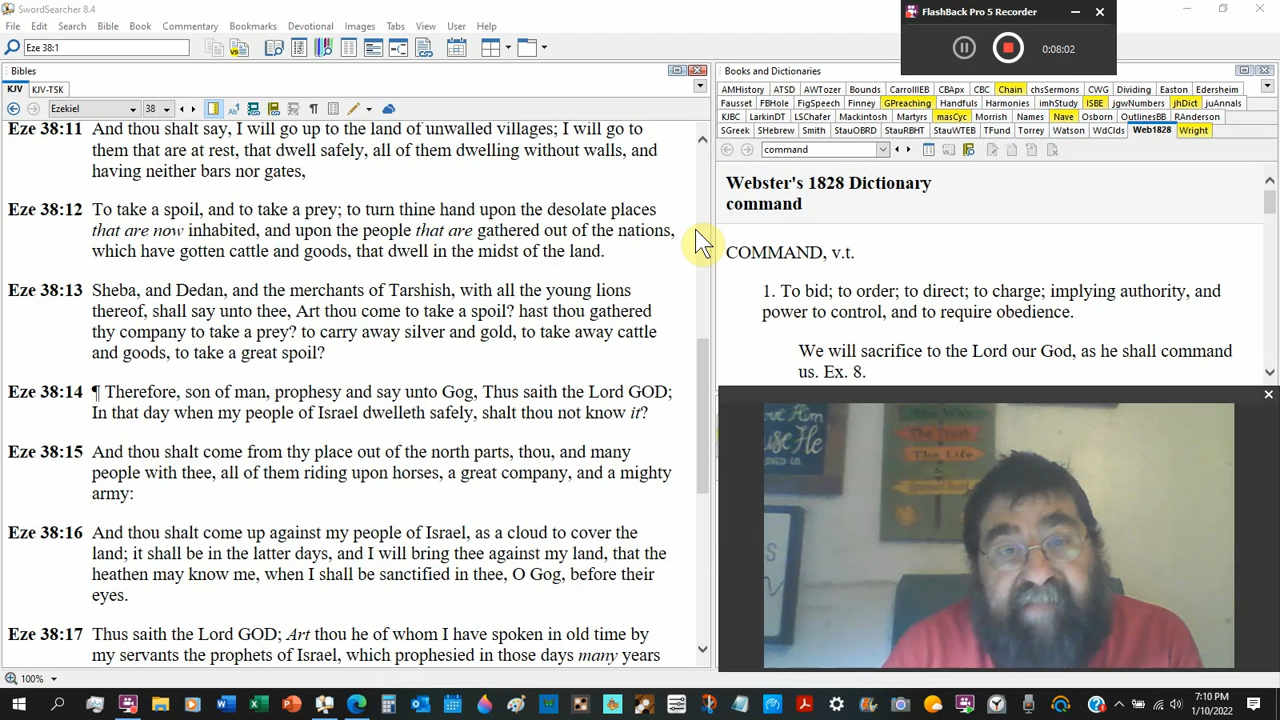 SwordSearcher 8.4
File Edit Search Bible Book Commentary Bookmarks Devotional Images Tabs View User Help
Eze 38:1
FlashBack Pro 5 Recorder
0:08:02
Bibles
KJV KJV-TSK
Ezekiel 38
Eze 38:11 And thou shalt say, I will go up to the land of unwalled villages; I will go to
them that are at rest, that dwell safely, all of them dwelling without walls, and
having neither bars nor gates,
Eze 38:12 To take a spoil, and to take a prey; to turn thine hand upon the desolate places
that are now inhabited, and upon the people that are gathered out of the nations,
which have gotten cattle and goods, that dwell in the midst of the land.
Eze 38:13 Sheba, and Dedan, and the merchants of Tarshish, with all the young lions
thereof, shall say unto thee, Art thou come to take a spoil? hast thou gathered
thy company to take a prey? to carry away silver and gold, to take away cattle
and goods, to take a great spoil?
Eze 38:14 ¶ Therefore, son of man, prophesy and say unto Gog, Thus saith the Lord GOD;
In that day when my people of Israel dwelleth safely, shalt thou not know it?
Eze 38:15 And thou shalt come from thy place out of the north parts, thou, and many
people with thee, all of them riding upon horses, a great company, and a mighty
army:
Eze 38:16 And thou shalt come up against my people of Israel, as a cloud to cover the
land; it shall be in the latter days, and I will bring thee against my land, that the
heathen may know me, when I shall be sanctified in thee, O Gog, before their
eyes.
Eze 38:17 Thus saith the Lord GOD; Art thou he of whom I have spoken in old time by
my servants the prophets of Israel, which prophesied in those days many years
100%
Books and Dictionaries
AMHistory ATSD AWTozer Bounds CarrollEB CBApx CBC Chain chsSermons CWG Dividing Easton Edersheim
Fausset FBHole FigSpeech Finney GPreaching Handfuls Harmonies imhStudy ISBE jgwNumbers jhDict juAnnals
KJBC LarkinDT LSChafer Mackintosh Martyrs masCyc Morrish Names Nave Osborn OutlinesBB RAnderson
SGreek SHebrew Smith StauOBRD StauRBHT StauWTEB TFund Torrey Watson WdClds Web1828 Wright
command
Webster's 1828 Dictionary
command
COMMAND, v.t.
1. To bid; to order; to direct; to charge; implying authority, and
power to control, and to require obedience.
We will sacrifice to the Lord our God, as he shall command
us. Ex. 8.
The Way
The Truth
The Life
7:10 PM
1/10/2022